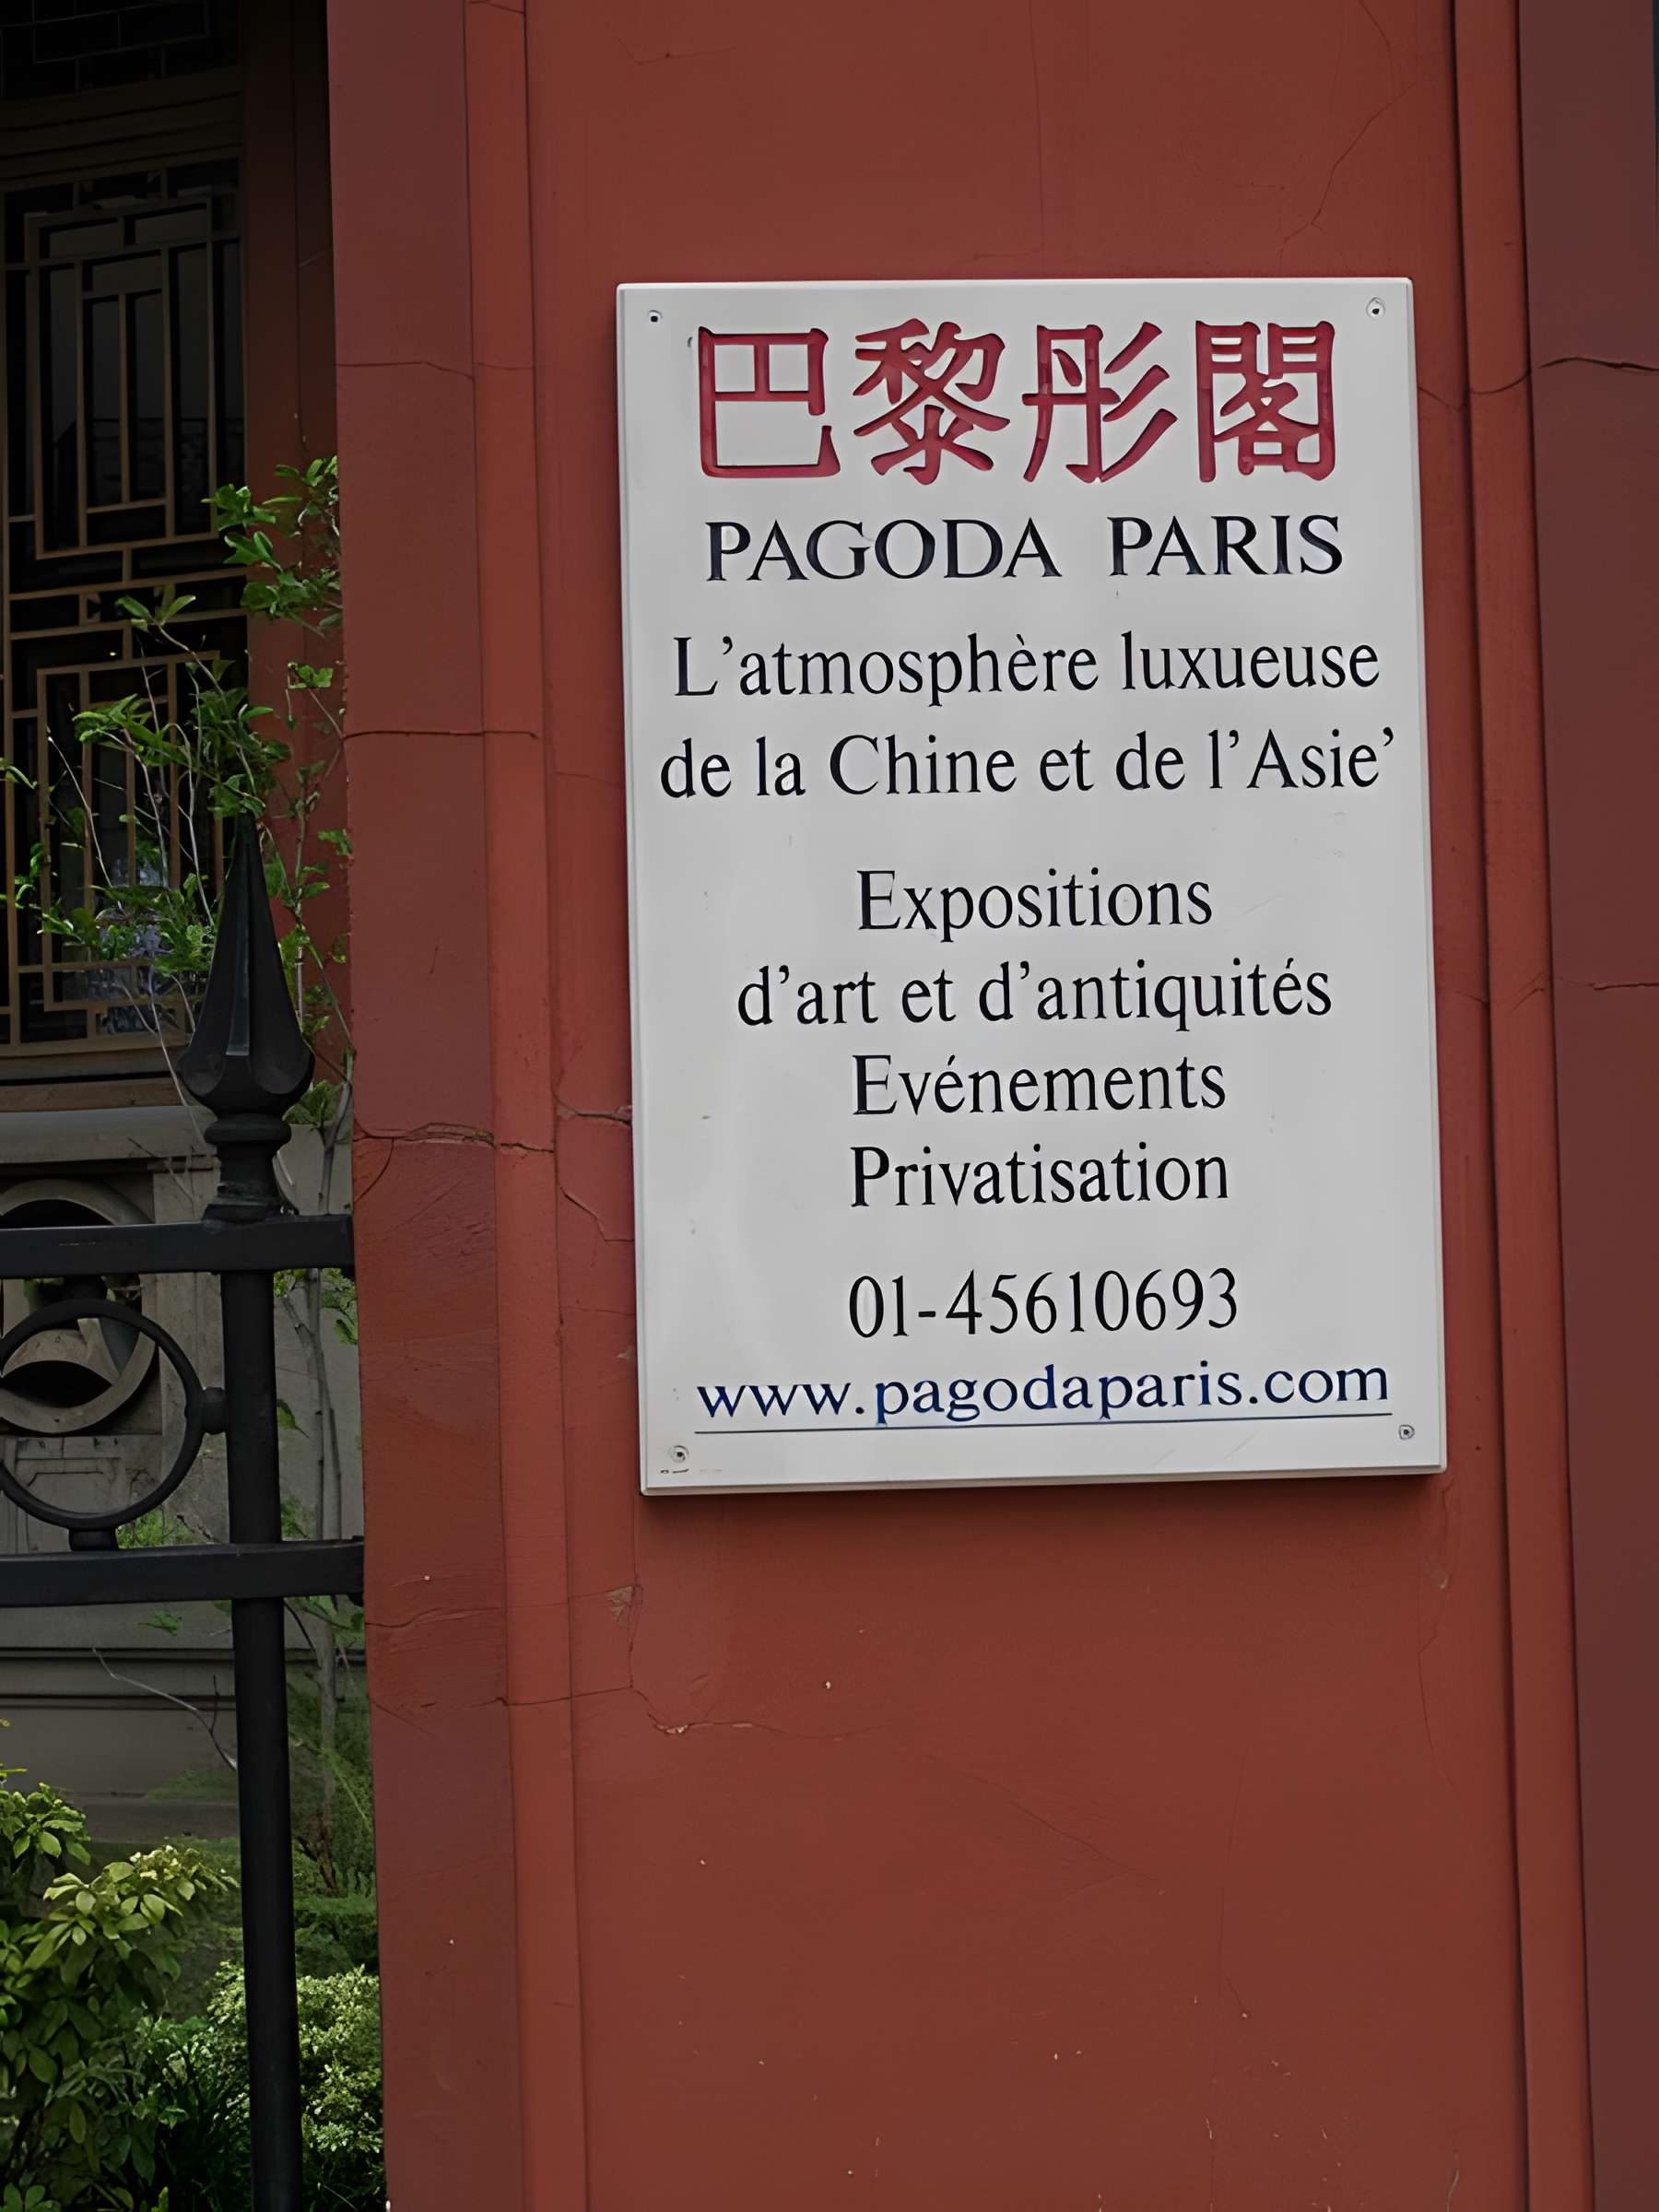 巴黎彤閣
PAGODA PARIS
L'atmosphère luxueuse
de la Chine et de l'Asie'
Expositions
d'art et d'antiquités
Evénements
Privatisation
01-45610693
www.pagodaparis.com